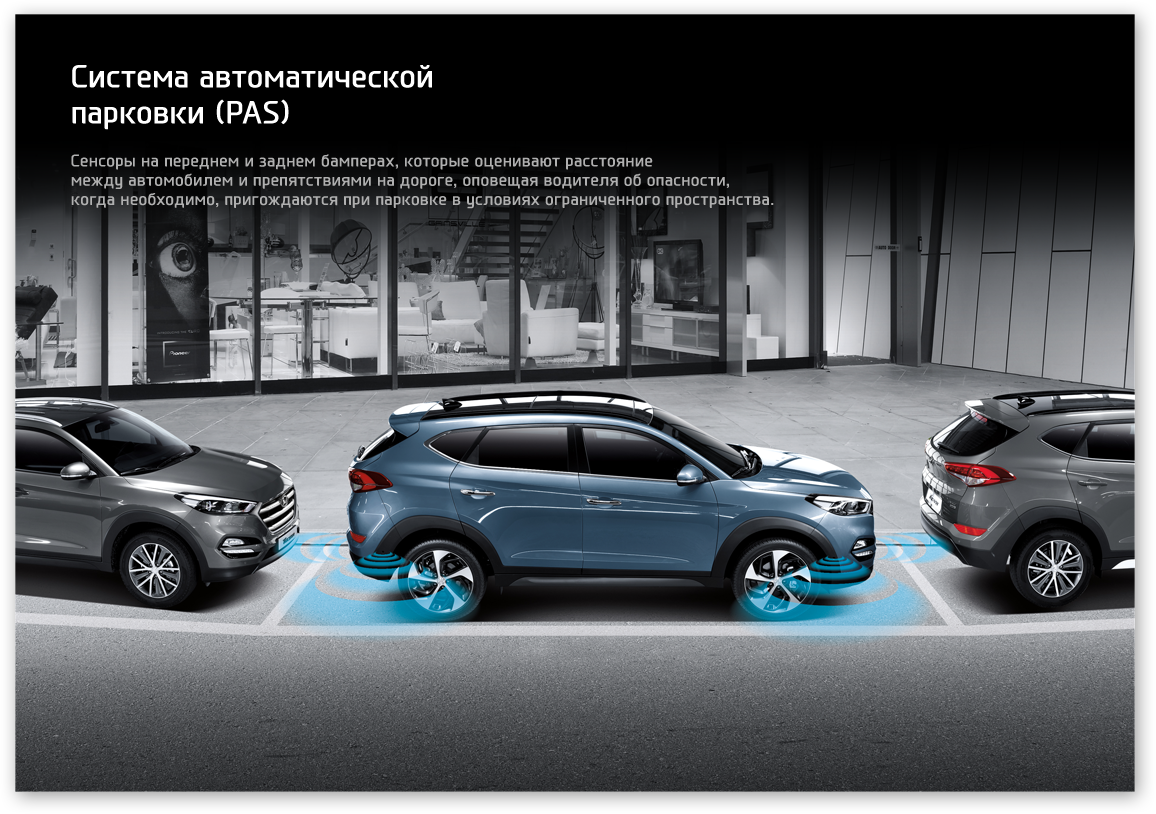 Система автоматической
парковки (PAS)
Сенсоры на переднем и заднем бамперах, которые оценивают расстояние
между автомобилем и препятствиями на дороге, оповещая водителя об опасности,
когда необходимо, пригождаются при парковке в условиях ограниченного пространства.
Pioneer